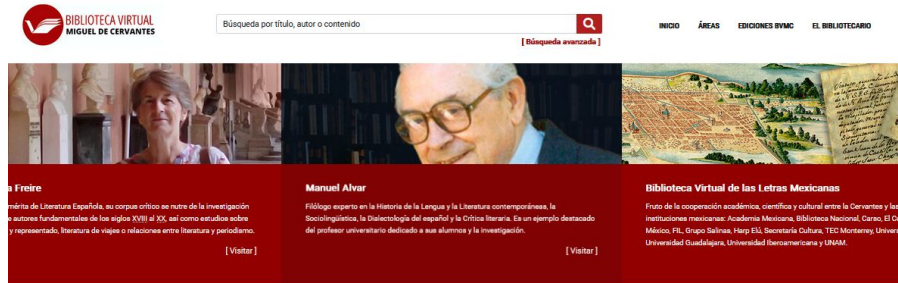 BIBLIOTECA VIRTUAL
MIGUEL DE CERVANTES
Búsqueda por título, autor o contenido
[ Búsqueda avanzada ]
INICIO ÁREAS EDICIONES BVMC EL BIBLIOTECARIO
a Freire
mérita de Literatura Española, su corpus crítico se nutre de la investigación
e autores fundamentales de los siglos XVIII al XX, así como estudios sobre
y representado, literatura de viajes o relaciones entre literatura y periodismo.
[ Visitar ]
Manuel Alvar
Filólogo experto en la Historia de la Lengua y la Literatura contemporáneas, la
Sociolingüística, la Dialectología del español y la Crítica literaria. Es un ejemplo destacado
del profesor universitario dedicado a sus alumnos y la investigación.
[ Visitar ]
Biblioteca Virtual de las Letras Mexicanas
Fruto de la cooperación académica, científica y cultural entre la Cervantes y las
instituciones mexicanas: Academia Mexicana, Biblioteca Nacional, Carso, El C
México, FIL, Grupo Salinas, Harp Elú, Secretaría Cultura, TEC Monterrey, Univers
Universidad Guadalajara, Universidad Iberoamericana y UNAM.